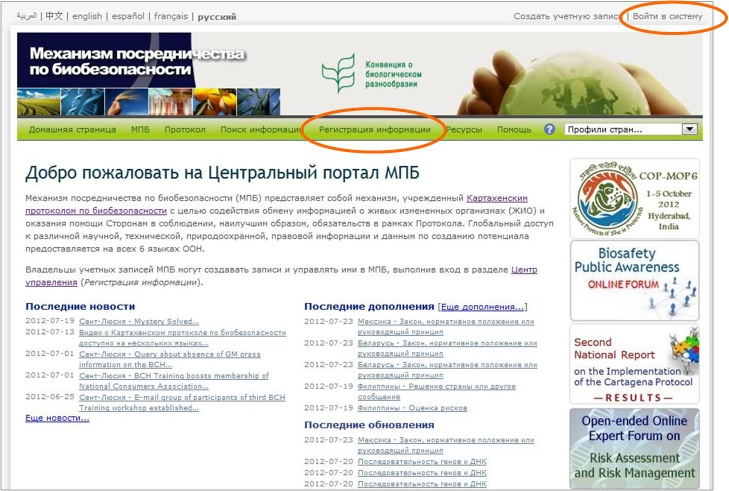 العربية | 中文 | english | español | français | русский
Создать учетную запис | Войти в систему
Механизм посредничества
по биобезопасности
Конвенция о
биологическом
разнообразии
Домашняя страница МПБ Протокол Поиск информаци Регистрация информации Ресурсы Помощь ? Профили стран...
Добро пожаловать на Центральный портал МПБ
Механизм посредничества по биобезопасности (МПБ) представляет собой механизм, учрежденный Картахенским
протоколом по биобезопасности с целью содействия обмену информацией о живых измененных организмах (ЖИО) и
оказания помощи Сторонам в соблюдении, наилучшим образом, обязательств в рамках Протокола. Глобальный доступ
к различной научной, технической, природоохранной, правовой информации и данным по созданию потенциала
предоставляется на всех 6 языках ООН.
Владельцы учетных записей МПБ могут создавать записи и управлять ими в МПБ, выполнив вход в разделе Центр
управления (Регистрация информации).
Последние новости
2012-07-19 Сент-Люсия - Mystery Solved...
2012-07-13 Видео о Картахенском протоколе по биобезопасности
доступно на нескольких языках...
2012-07-01 Сент-Люсия - Query about absence of GM grass
information on the BCH...
2012-07-01 Сент-Люсия - BCH Training boosts membership of
National Consumers Association...
2012-06-25 Сент-Люсия - E-mail group of participants of third BCH
Training workshop established...
Еще новости...
Последние дополнения [Еще дополнения...]
2012-07-23 Мексика - Закон, нормативное положение или
руководящий принцип
2012-07-23 Беларусь - Закон, нормативное положение или
руководящий принцип
2012-07-23 Беларусь - Закон, нормативное положение или
руководящий принцип
2012-07-19 Филиппины - Решение страны или другое
сообщение
2012-07-19 Филиппины - Оценка рисков
Последние обновления
2012-07-23 Мексика - Закон, нормативное положение или
руководящий принцип
2012-07-20 Последовательность генов и ДНК
2012-07-20 Последовательность генов и ДНК
2012-07-20 Последовательность генов и ДНК
COP-MOP6
1-5 October
2012
Hyderabad,
India
Biosafety
Public Awareness
ONLINE FORUM
Second
National Report
on the Implementation
of the Cartagena Protocol
— R E S U L T S —
Open-ended Online
Expert Forum on
Risk Assessment
and Risk Management